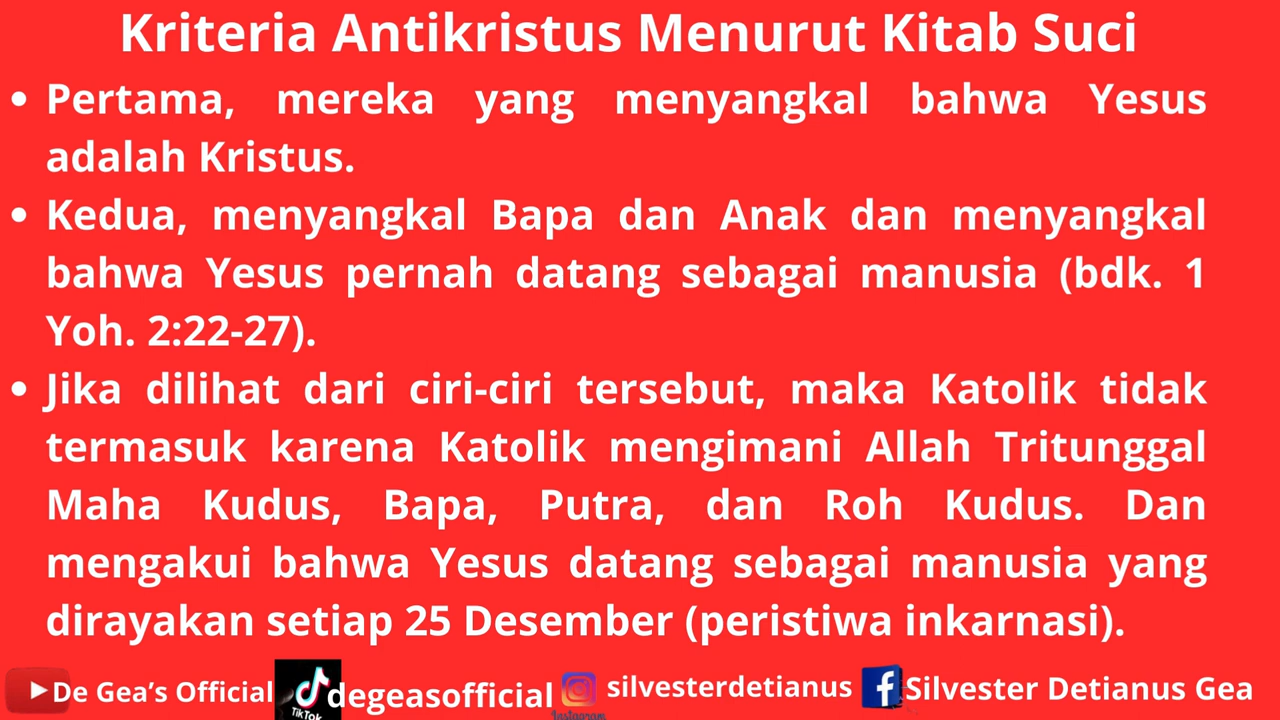 Kriteria Antikristus Menurut Kitab Suci
• Pertama, mereka yang menyangkal bahwa Yesus
adalah Kristus.
• Kedua, menyangkal Bapa dan Anak dan menyangkal
bahwa Yesus pernah datang sebagai manusia (bdk. 1
Yoh. 2:22-27).
• Jika dilihat dari ciri-ciri tersebut, maka Katolik tidak
termasuk karena Katolik mengimani Allah Tritunggal
Maha Kudus, Bapa, Putra, dan Roh Kudus. Dan
mengakui bahwa Yesus datang sebagai manusia yang
dirayakan setiap 25 Desember (peristiwa inkarnasi).
De Gea's Official TikTok degeasofficial Instagram silvesterdetianus Silvester Detianus Gea